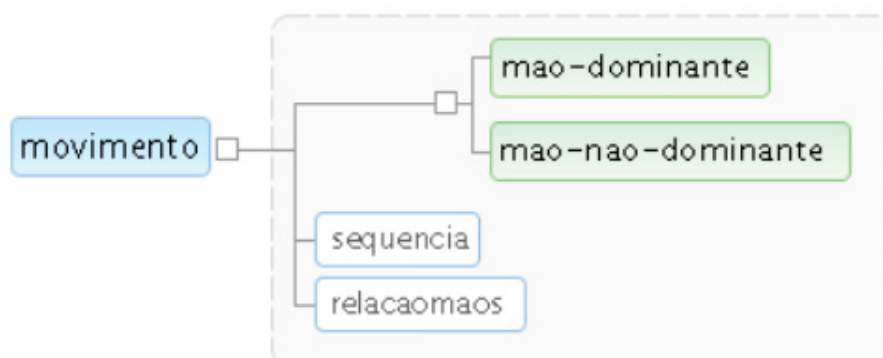 mao-dominante
movimento
mao-nao-dominante
sequencia
relacaomaos